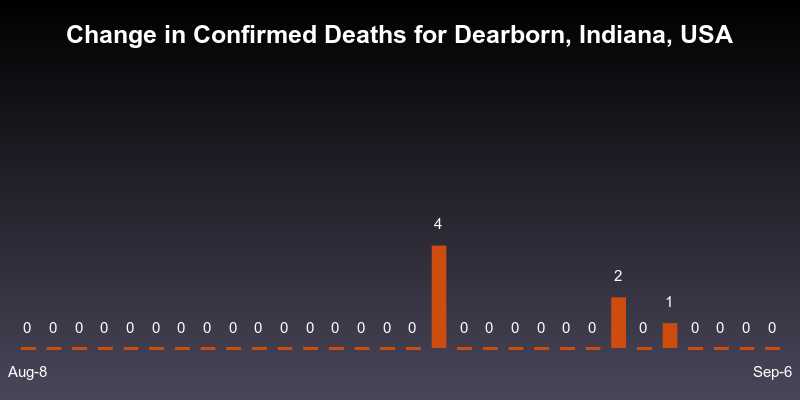 Change in Confirmed Deaths for Dearborn, Indiana, USA
4
2
1
0 0 0 0 0 0 0 0 0 0 0 0 0 0 0 0 0 0 0 0 0 0 0 0 0 0 0
Aug-8 Sep-6